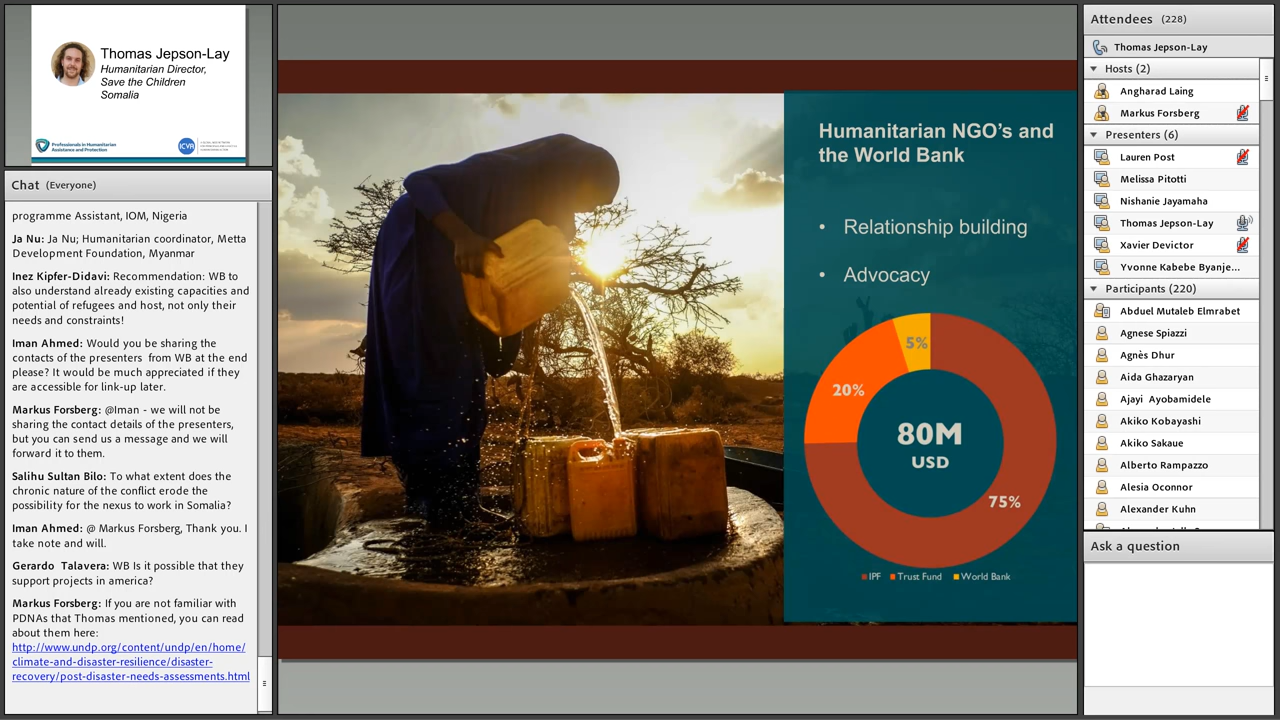 Thomas Jepson-Lay
Humanitarian Director,
Save the Children
Somalia
Professionals in Humanitarian
Assistance and Protection
ICVA
Chat (Everyone)
programme Assistant, IOM, Nigeria
Ja Nu: Ja Nu; Humanitarian coordinator, Metta
Development Foundation, Myanmar
Inez Kipfer-Didavi: Recommendation: WB to
also understand already existing capacities and
potential of refugees and host, not only their
needs and constraints!
Iman Ahmed: Would you be sharing the
contacts of the presenters from WB at the end
please? It would be much appreciated if they
are accessible for link-up later.
Markus Forsberg: @Iman - we will not be
sharing the contact details of the presenters,
but you can send us a message and we will
forward it to them.
Salihu Sultan Bilo: To what extent does the
chronic nature of the conflict erode the
possibility for the nexus to work in Somalia?
Iman Ahmed: @ Markus Forsberg, Thank you. I
take note and will.
Gerardo Talavera: WB Is it possible that they
support projects in america?
Markus Forsberg: If you are not familiar with
PDNAs that Thomas mentioned, you can read
about them here:
http://www.undp.org/content/undp/en/home/
climate-and-disaster-resilience/disaster-
recovery/post-disaster-needs-assessments.html
Humanitarian NGO's and
the World Bank
• Relationship building
• Advocacy
5%
20%
80M
USD
75%
IPF Trust Fund World Bank
Attendees (228)
Thomas Jepson-Lay
Hosts (2)
Angharad Laing
Markus Forsberg
Presenters (6)
Lauren Post
Melissa Pitotti
Nishanie Jayamaha
Thomas Jepson-Lay
Xavier Devictor
Yvonne Kabebe Byanje...
Participants (220)
Abduel Mutaleb Elmrabet
Agnese Spiazzi
Agnès Dhur
Aida Ghazaryan
Ajayi Ayobamidele
Akiko Kobayashi
Akiko Sakaue
Alberto Rampazzo
Alesia Oconnor
Alexander Kuhn
Ask a question